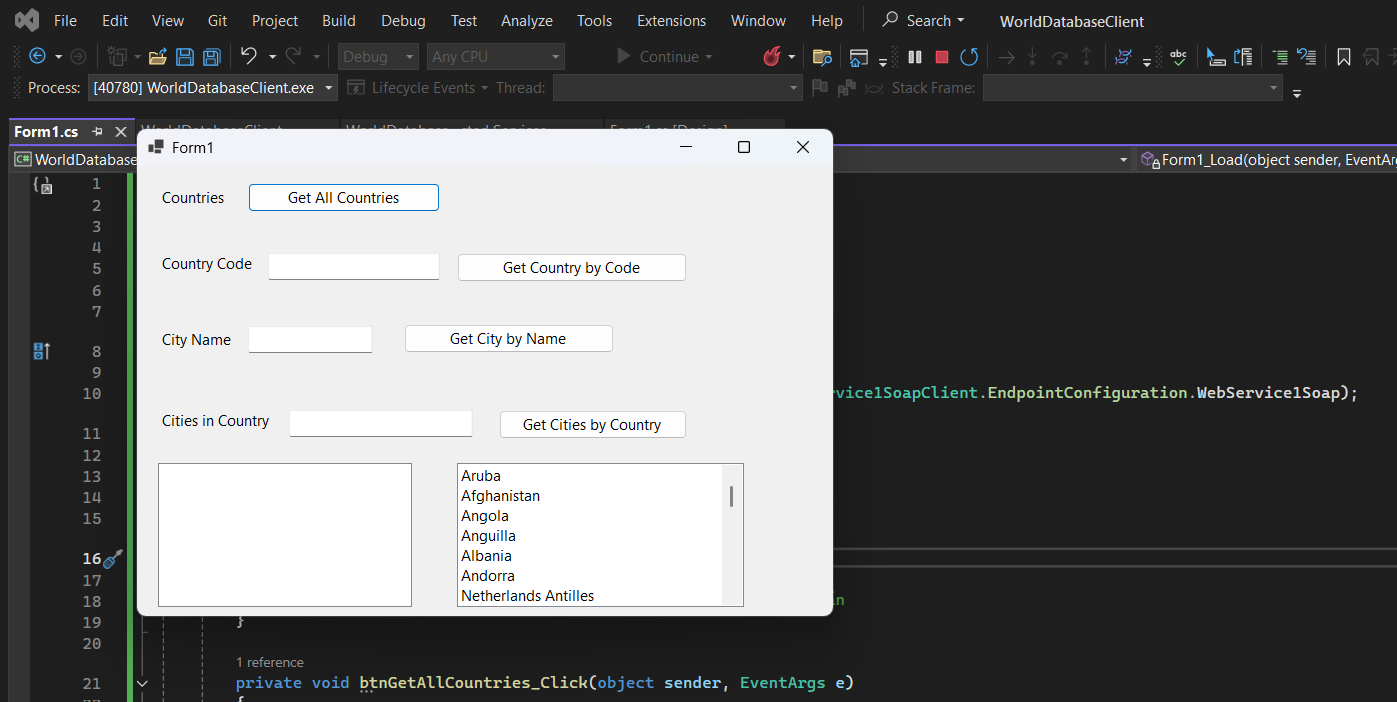 File Edit View Git Project Build Debug Test Analyze Tools Extensions Window Help Search WorldDatabaseClient
Debug Any CPU Continue
Process: [40780] WorldDatabaseClient.exe Lifecycle Events Thread: Stack Frame:
Form1.cs
WorldDatabase Form1_Load(object sender, EventAr
Form1
Countries Get All Countries
Country Code Get Country by Code
City Name Get City by Name
Cities in Country Get Cities by Country
Aruba
Afghanistan
Angola
Anguilla
Albania
Andorra
Netherlands Antilles
1
2
3
4
5
6
7
8
9
10 rvice1SoapClient.EndpointConfiguration.WebService1Soap);
11
12
13
14
15
16
17
18 in
19 }
20
1 reference
21 private void btnGetAllCountries_Click(object sender, EventArgs e)
{